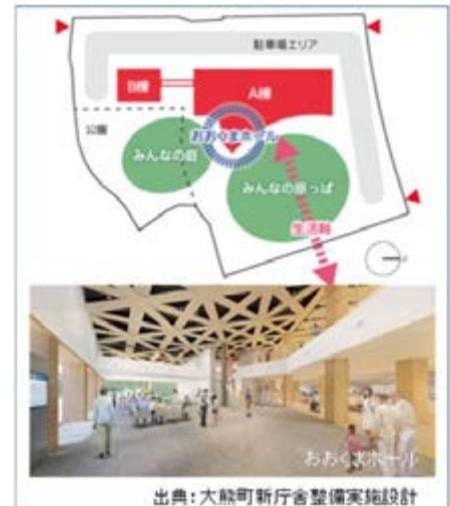 駐車場エリア
B棟
A棟
公園
おおくまホール
みんなの庭
みんなの原っぱ
生活軸
おおくまホール
出典：大熊町新庁舎整備実施設計